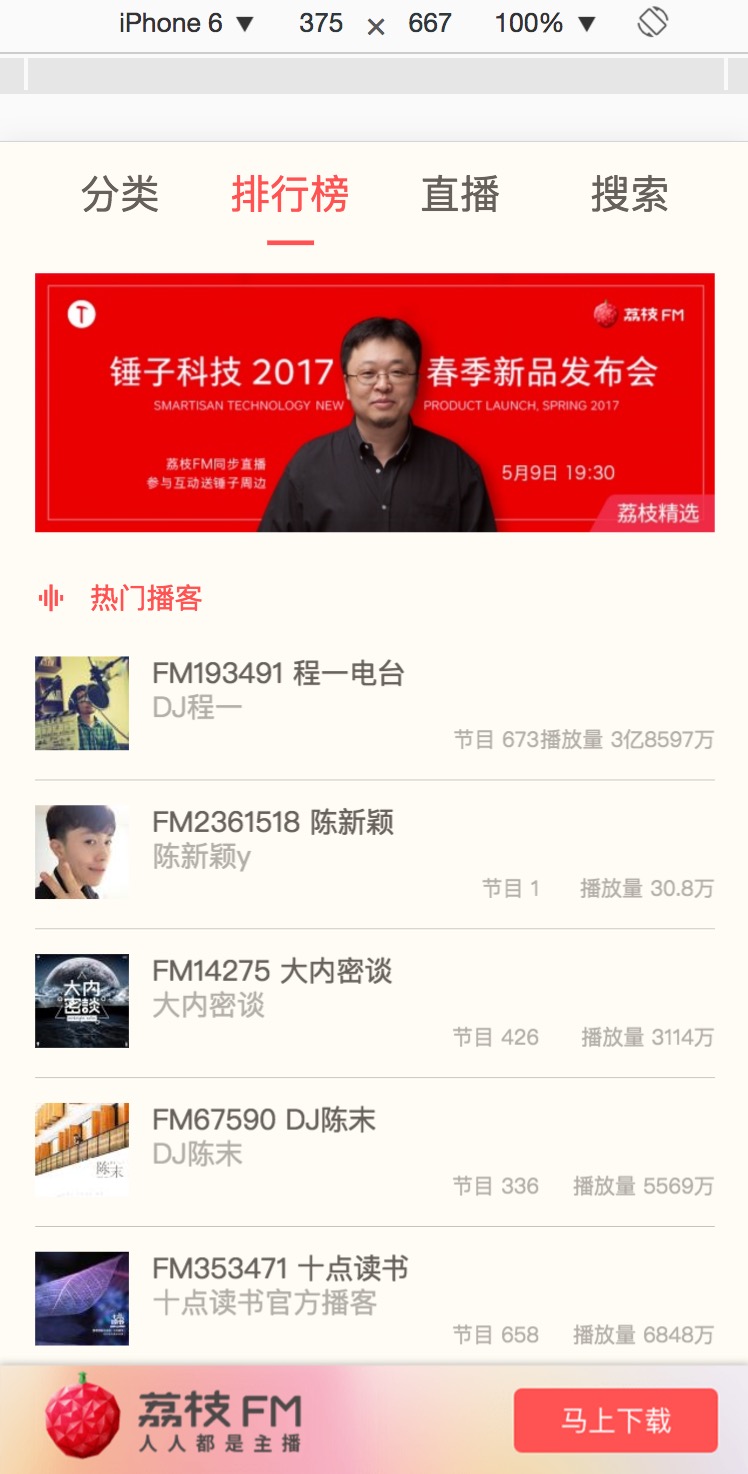 iPhone 6 ▼ 375 × 667 100% ▼
分类 排行榜 直播 搜索
荔枝FM
锤子科技 2017 春季新品发布会
SMARTISAN TECHNOLOGY NEW PRODUCT LAUNCH, SPRING 2017
荔枝FM同步直播
参与互动送锤子周边
5月9日 19:30
荔枝精选
热门播客
FM193491 程一电台
DJ程一
节目 673播放量 3亿8597万
FM2361518 陈新颖
陈新颖y
节目 1 播放量 30.8万
大内
密談
FM14275 大内密谈
大内密谈
节目 426 播放量 3114万
陈末
FM67590 DJ陈末
DJ陈末
节目 336 播放量 5569万
FM353471 十点读书
十点读书官方播客
节目 658 播放量 6848万
荔枝FM
人人都是主播
马上下载